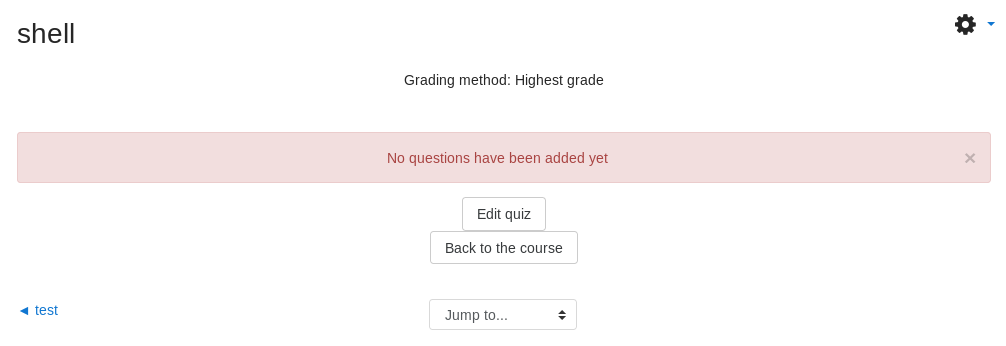 shell
Grading method: Highest grade
No questions have been added yet ×
Edit quiz
Back to the course
◄ test
Jump to...